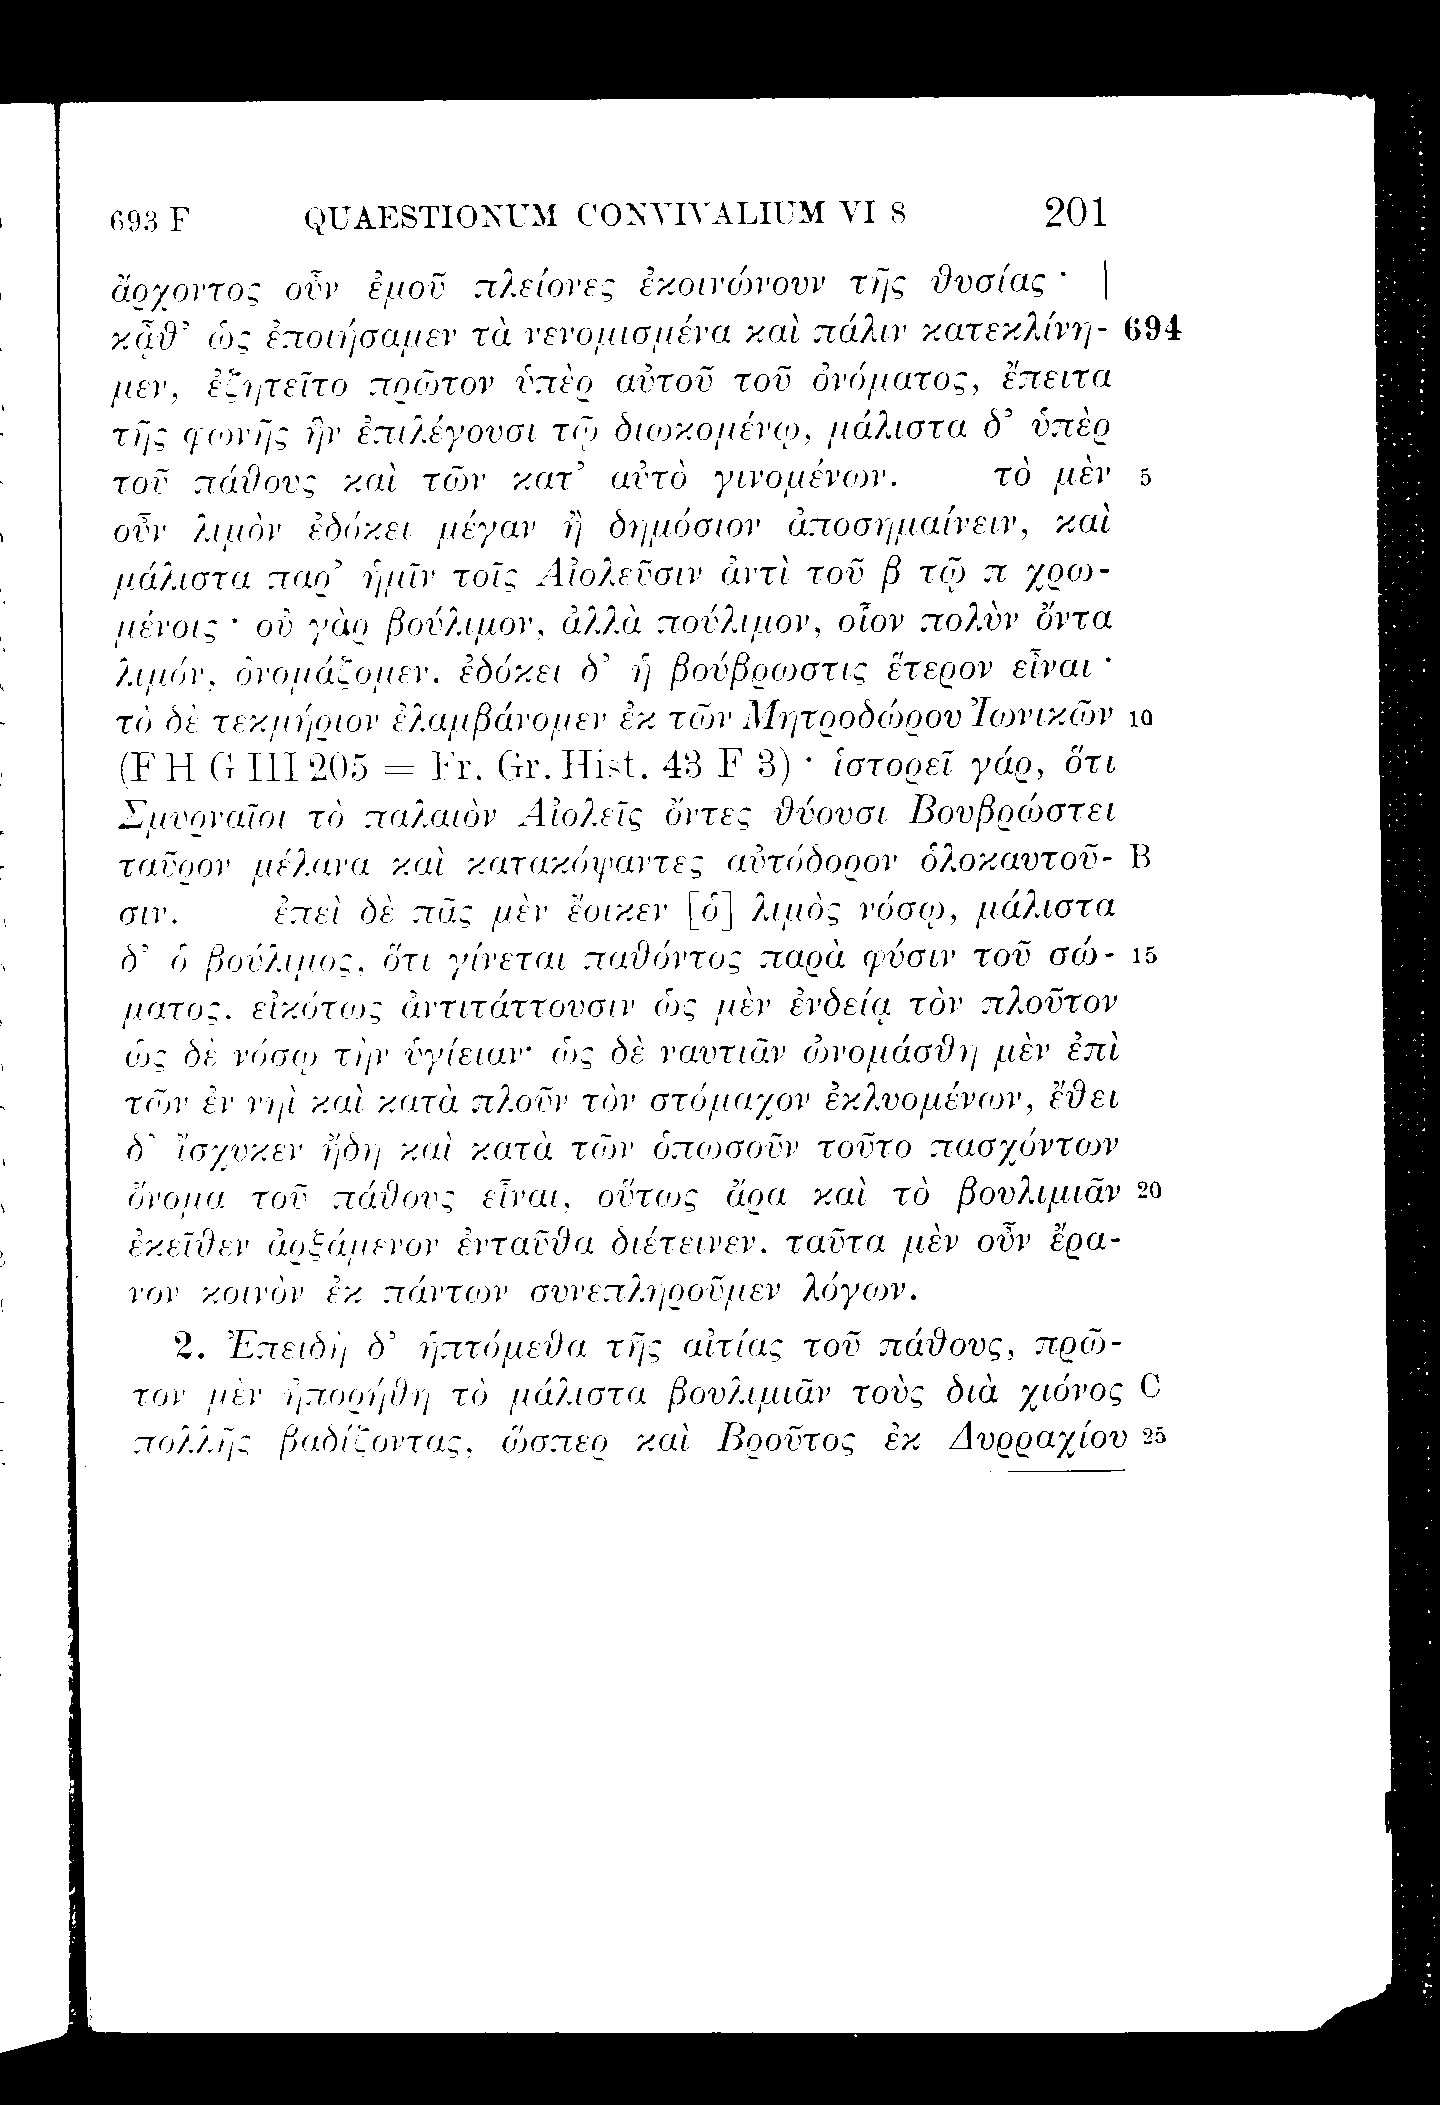 693 F QUAESTIONUM CONVIVALIUM VI 8 201
ἄρχοντος οὖν ἐμοῦ πλείονες ἐκοινώνουν τῆς θυσίας · |
κᾆθ’ ὡς ἐποιήσαμεν τὰ νενομισμένα καὶ πάλιν κατεκλίνη- 694
μεν, ἐζητεῖτο πρῶτον ὑπὲρ αὐτοῦ τοῦ ὀνόματος, ἔπειτα
τῆς φωνῆς ἣν ἐπιλέγουσι τῷ διωκομένῳ, μάλιστα δ’ ὑπὲρ
τοῦ πάθους καὶ τῶν κατ’ αὐτὸ γινομένων. τὸ μὲν 5
οὖν λιμὸν ἐδόκει μέγαν ἢ δημόσιον ἀποσημαίνειν, καὶ
μάλιστα παρ’ ἡμῖν τοῖς Αἰολεῦσιν ἀντὶ τοῦ β τῷ π χρω-
μένοις · οὐ γὰρ βούλιμον, ἀλλὰ πούλιμον, οἷον πολὺν ὄντα
λιμόν, ὀνομάζομεν. ἐδόκει δ’ ἡ βούβρωστις ἕτερον εἶναι ·
τὸ δὲ τεκμήριον ἐλαμβάνομεν ἐκ τῶν Μητροδώρου Ἰωνικῶν 10
(F H G III 205 = Fr. Gr. Hist. 43 F 3) · ἱστορεῖ γάρ, ὅτι
Σμυρναῖοι τὸ παλαιὸν Αἰολεῖς ὄντες θύουσι Βουβρώστει
ταῦρον μέλανα καὶ κατακόψαντες αὐτόδορον ὁλοκαυτοῦ- B
σιν. ἐπεὶ δὲ πᾶς μὲν ἔοικεν [ὁ] λιμὸς νόσῳ, μάλιστα
δ’ ὁ βούλιμος, ὅτι γίνεται παθόντος παρὰ φύσιν τοῦ σώ- 15
ματος, εἰκότως ἀντιτάττουσιν ὡς μὲν ἐνδείᾳ τὸν πλοῦτον
ὡς δὲ νόσῳ τὴν ὑγίειαν· ὡς δὲ ναυτιᾶν ὠνομάσθη μὲν ἐπὶ
τῶν ἐν νηὶ καὶ κατὰ πλοῦν τὸν στόμαχον ἐκλυομένων, ἔθει
δ’ ἴσχυκεν ἤδη καὶ κατὰ τῶν ὁπωσοῦν τοῦτο πασχόντων
ὄνομα τοῦ πάθους εἶναι, οὕτως ἄρα καὶ τὸ βουλιμιᾶν 20
ἐκεῖθεν ἀρξάμενον ἐνταῦθα διέτεινεν. ταῦτα μὲν οὖν ἔρα-
νον κοινὸν ἐκ πάντων συνεπληροῦμεν λόγων.
2. Ἐπειδὴ δ’ ἡπτόμεθα τῆς αἰτίας τοῦ πάθους, πρῶ-
τον μὲν ἠπορήθη τὸ μάλιστα βουλιμιᾶν τοὺς διὰ χιόνος C
πολλῆς βαδίζοντας, ὥσπερ καὶ Βροῦτος ἐκ Δυρραχίου 25